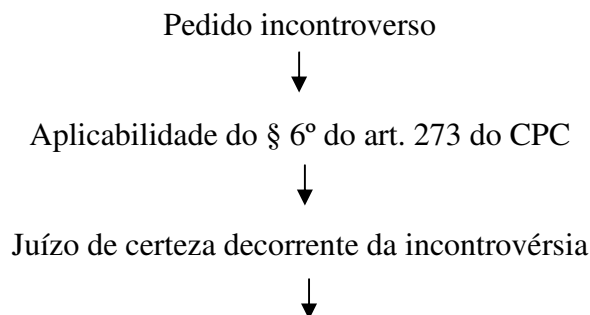 Pedido incontroverso
Aplicabilidade do § 6º do art. 273 do CPC
Juízo de certeza decorrente da incontrovérsia